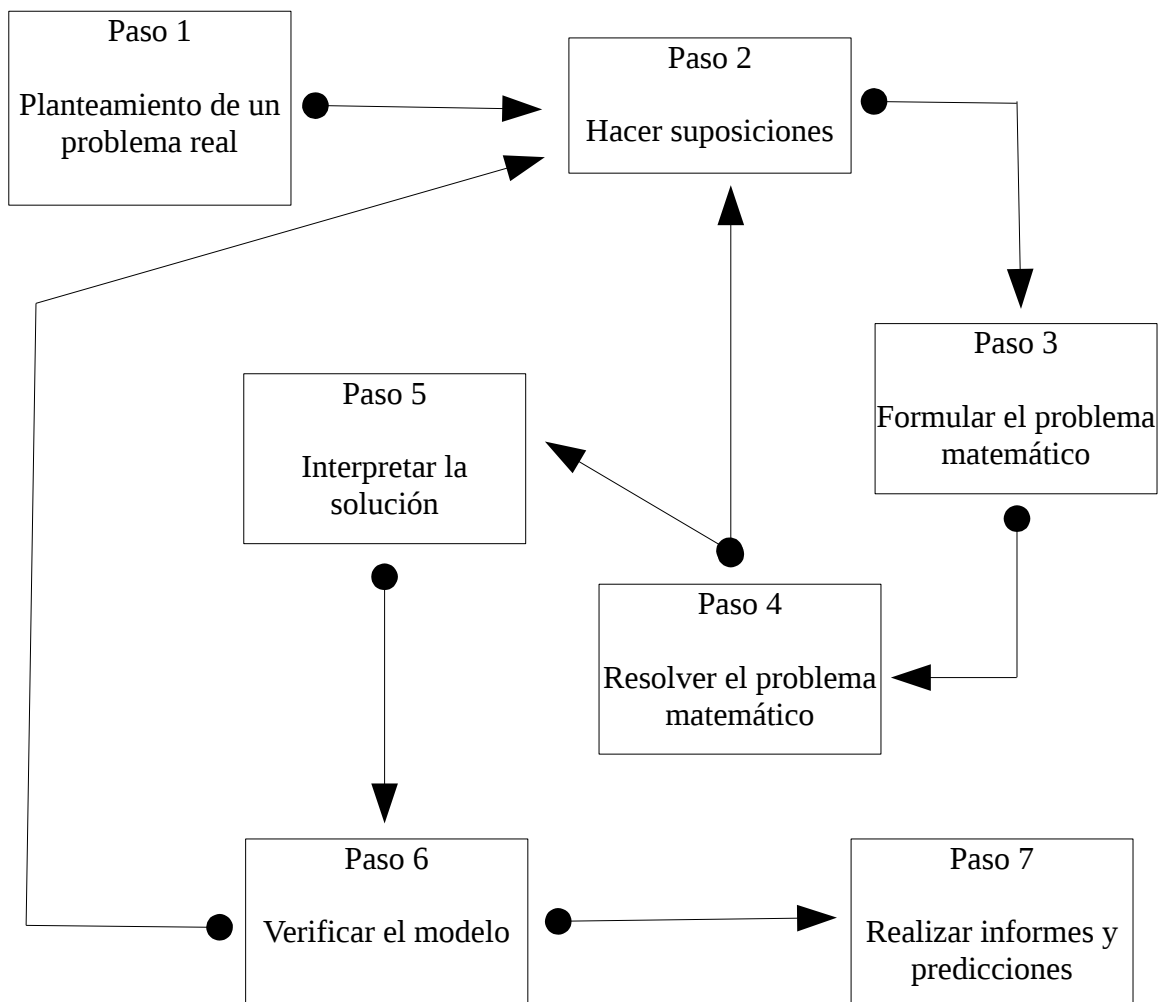 Paso 1
Planteamiento de un
problema real
Paso 2
Hacer suposiciones
Paso 3
Formular el problema
matemático
Paso 4
Resolver el problema
matemático
Paso 5
Interpretar la
solución
Paso 6
Verificar el modelo
Paso 7
Realizar informes y
predicciones